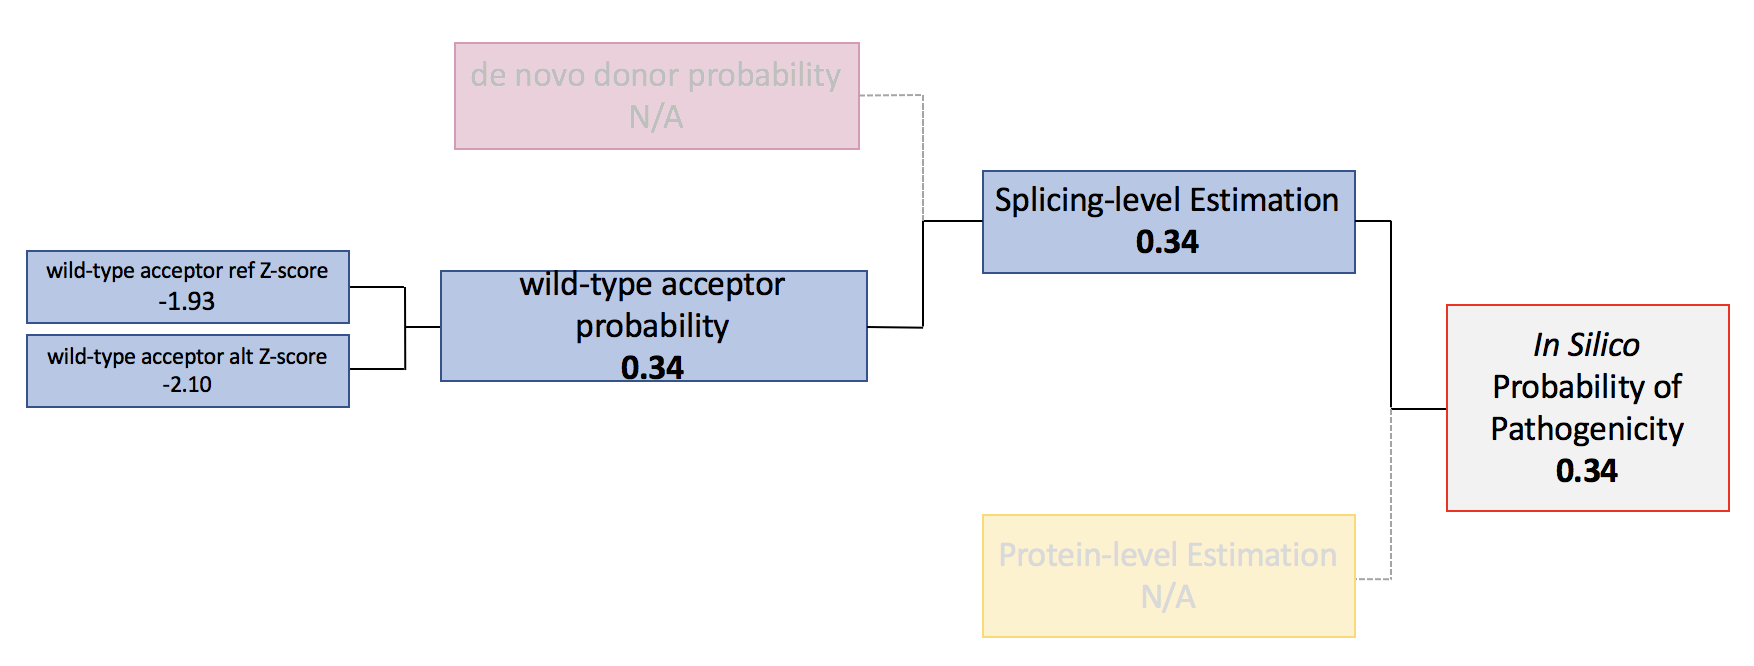 de novo donor probability
N/A
Splicing-level Estimation
0.34
wild-type acceptor ref Z-score
-1.93
wild-type acceptor alt Z-score
-2.10
wild-type acceptor
probability
0.34
In Silico
Probability of
Pathogenicity
0.34
Protein-level Estimation
N/A